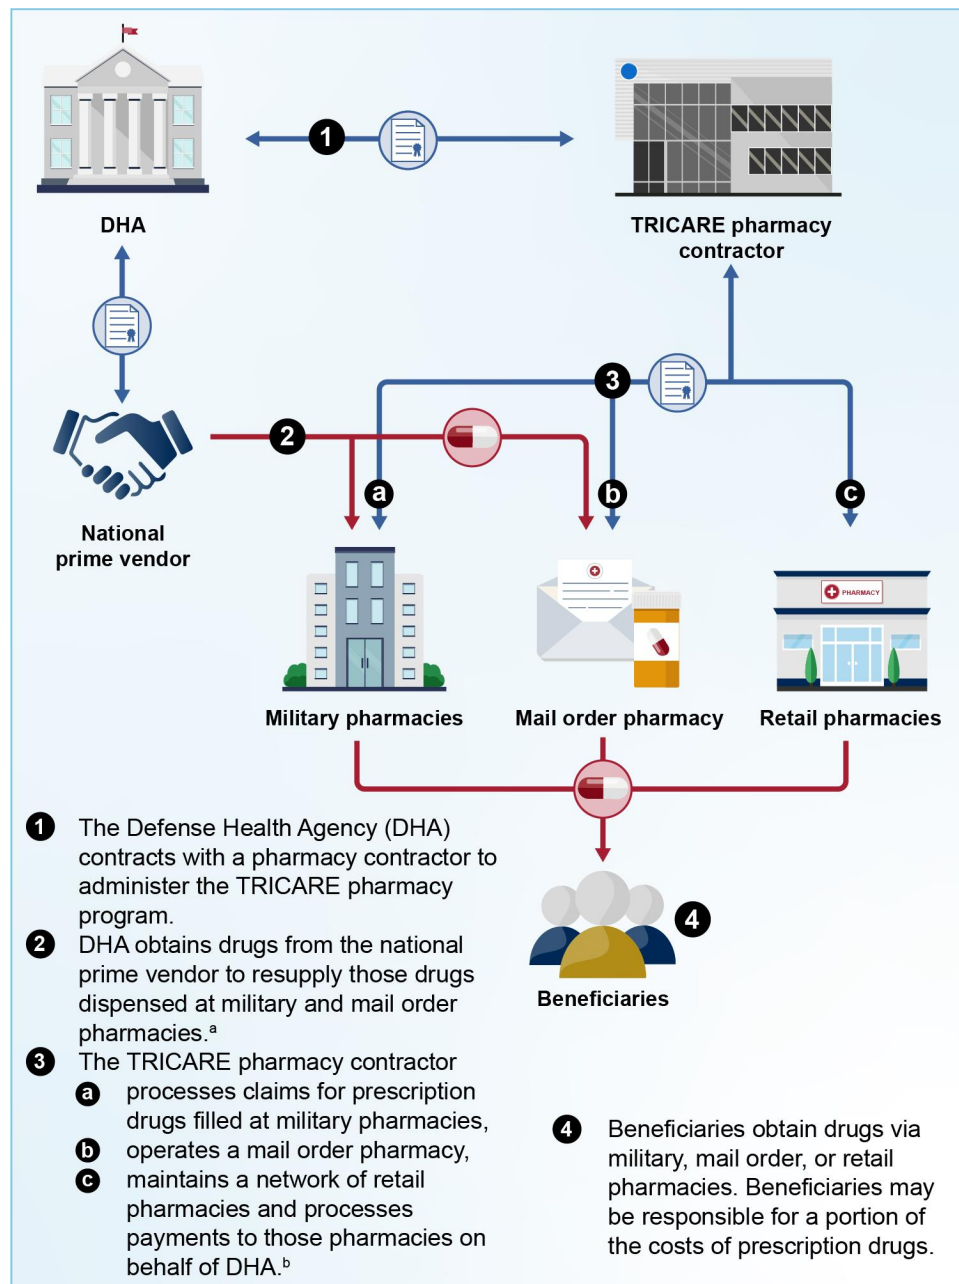 1
DHA
TRICARE pharmacy
contractor
3
2
a
b
c
National
prime vendor
PHARMACY
Military pharmacies
Mail order pharmacy
Retail pharmacies
4
Beneficiaries
1 The Defense Health Agency (DHA)
contracts with a pharmacy contractor to
administer the TRICARE pharmacy
program.
2 DHA obtains drugs from the national
prime vendor to resupply those drugs
dispensed at military and mail order
pharmacies.ᵃ
3 The TRICARE pharmacy contractor
a processes claims for prescription
drugs filled at military pharmacies,
b operates a mail order pharmacy,
c maintains a network of retail
pharmacies and processes
payments to those pharmacies on
behalf of DHA.ᵇ
4 Beneficiaries obtain drugs via
military, mail order, or retail
pharmacies. Beneficiaries may
be responsible for a portion of
the costs of prescription drugs.